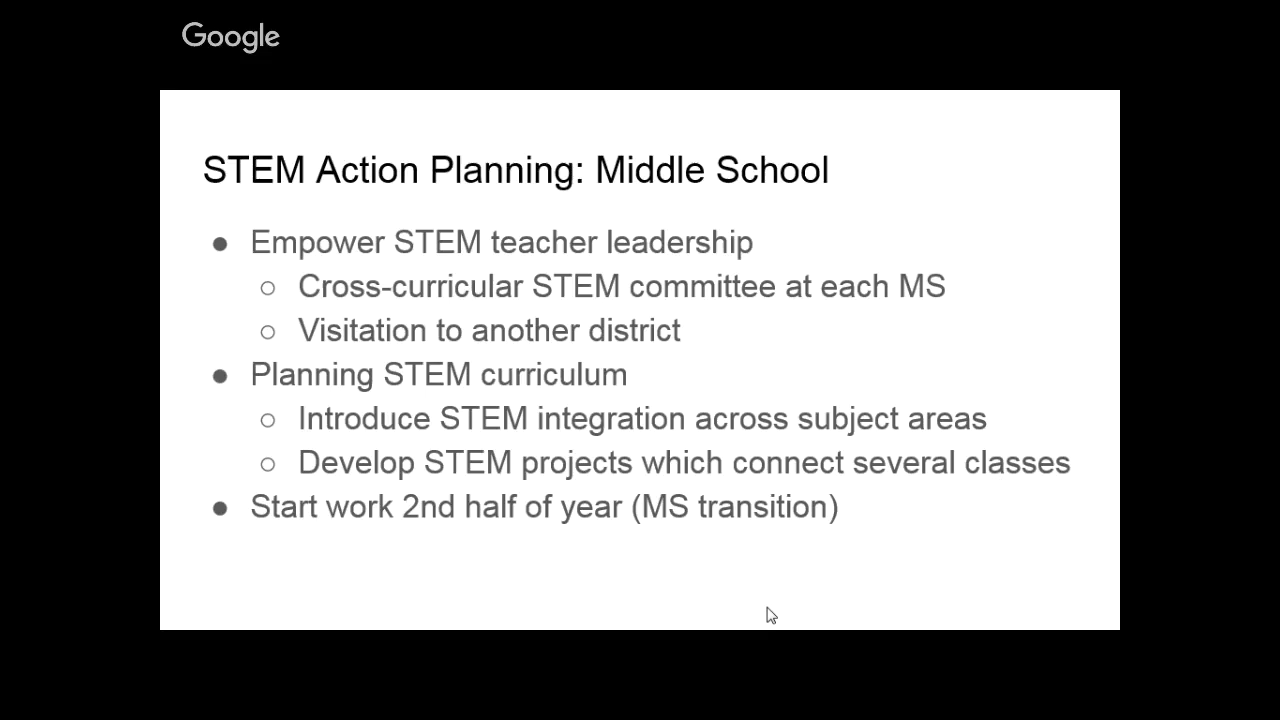 Google
STEM Action Planning: Middle School
● Empower STEM teacher leadership
○ Cross-curricular STEM committee at each MS
○ Visitation to another district
● Planning STEM curriculum
○ Introduce STEM integration across subject areas
○ Develop STEM projects which connect several classes
● Start work 2nd half of year (MS transition)